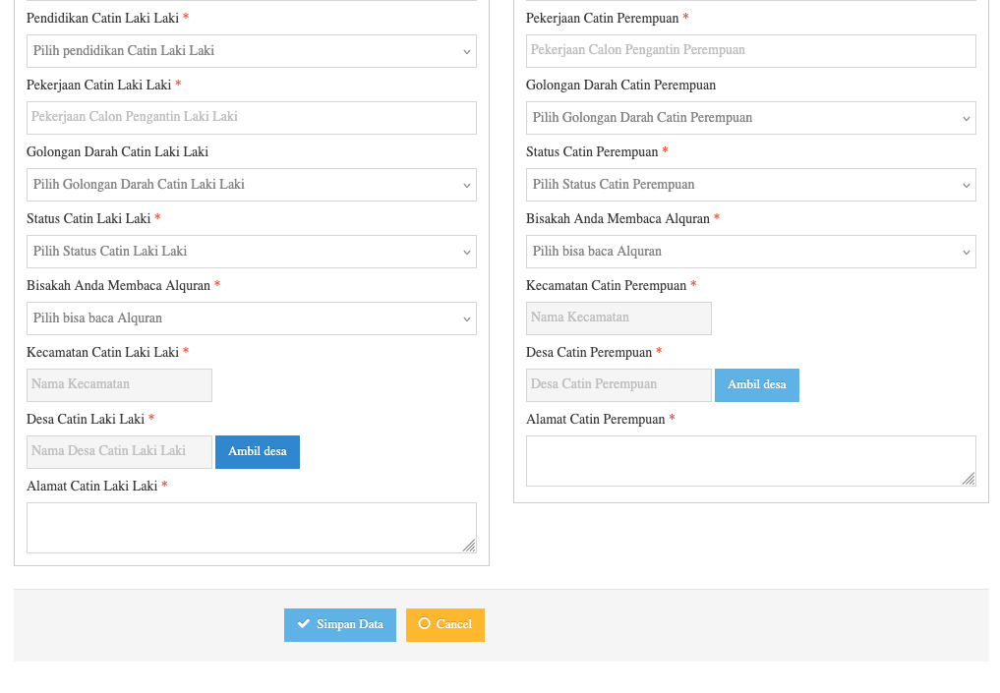 Pendidikan Catin Laki Laki *
Pilih pendidikan Catin Laki Laki
Pekerjaan Catin Laki Laki *
Pekerjaan Calon Pengantin Laki Laki
Golongan Darah Catin Laki Laki
Pilih Golongan Darah Catin Laki Laki
Status Catin Laki Laki *
Pilih Status Catin Laki Laki
Bisakah Anda Membaca Alquran *
Pilih bisa baca Alquran
Kecamatan Catin Laki Laki *
Nama Kecamatan
Desa Catin Laki Laki *
Nama Desa Catin Laki Laki Ambil desa
Alamat Catin Laki Laki *
Pekerjaan Catin Perempuan *
Pekerjaan Calon Pengantin Perempuan
Golongan Darah Catin Perempuan
Pilih Golongan Darah Catin Perempuan
Status Catin Perempuan *
Pilih Status Catin Perempuan
Bisakah Anda Membaca Alquran *
Pilih bisa baca Alquran
Kecamatan Catin Perempuan *
Nama Kecamatan
Desa Catin Perempuan *
Desa Catin Perempuan Ambil desa
Alamat Catin Perempuan *
Simpan Data Cancel